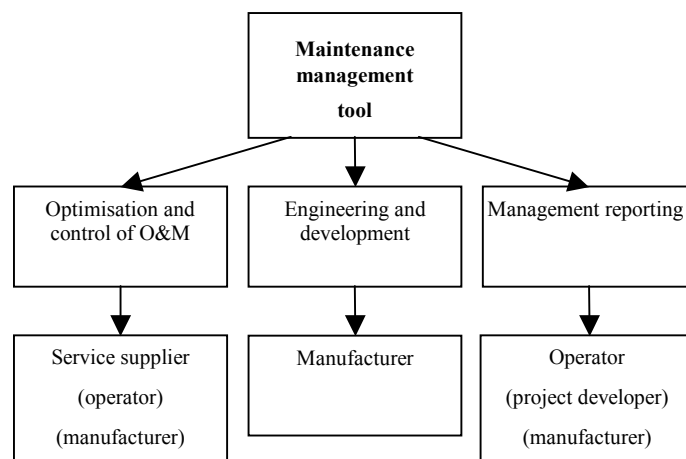 Maintenance
management
tool
Optimisation and
control of O&M
Engineering and
development
Management reporting
Service supplier
(operator)
(manufacturer)
Manufacturer
Operator
(project developer)
(manufacturer)